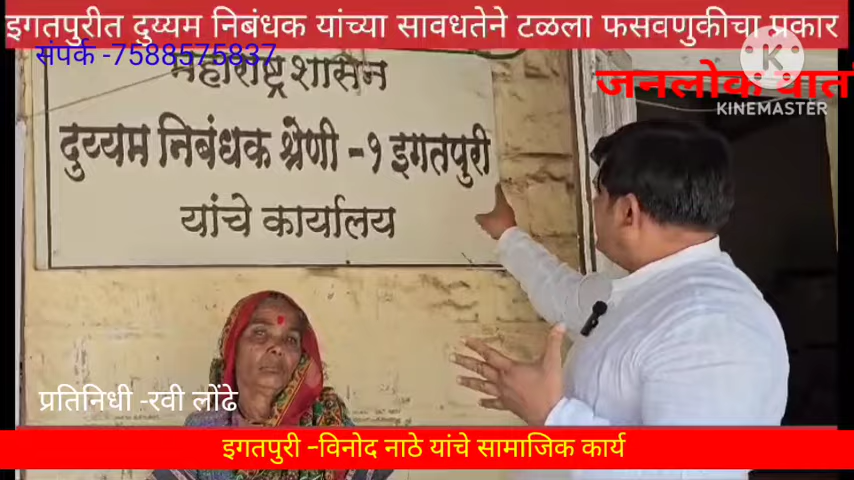 इगतपुरीत दुय्यम निबंधक यांच्या सावधतेने टळला फसवणुकीचा प्रकार
संपर्क -7588575837
जनलोक वार्ता
KINEMASTER
महाराष्ट्र शासन
दुय्यम निबंधक श्रेणी -१ इगतपुरी
यांचे कार्यालय
प्रतिनिधी -रवी लोंढे
इगतपुरी -विनोद नाठे यांचे सामाजिक कार्य